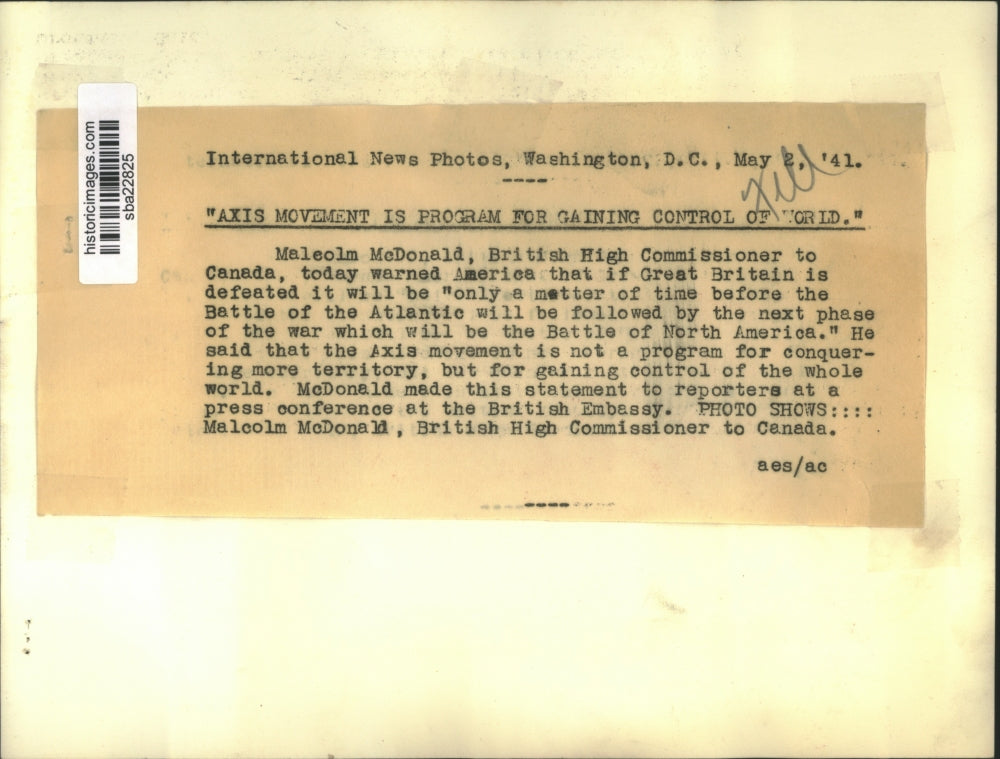 historicimages.com
sba22825
International News Photos, Washington, D.C., May 2, '41.
"AXIS MOVEMENT IS PROGRAM FOR GAINING CONTROL OF WORLD."
Malcolm McDonald, British High Commissioner to
Canada, today warned America that if Great Britain is
defeated it will be "only a matter of time before the
Battle of the Atlantic will be followed by the next phase
of the war which will be the Battle of North America." He
said that the Axis movement is not a program for conquer-
ing more territory, but for gaining control of the whole
world. McDonald made this statement to reporters at a
press conference at the British Embassy. PHOTO SHOWS::::
Malcolm McDonald, British High Commissioner to Canada.
aes/ac